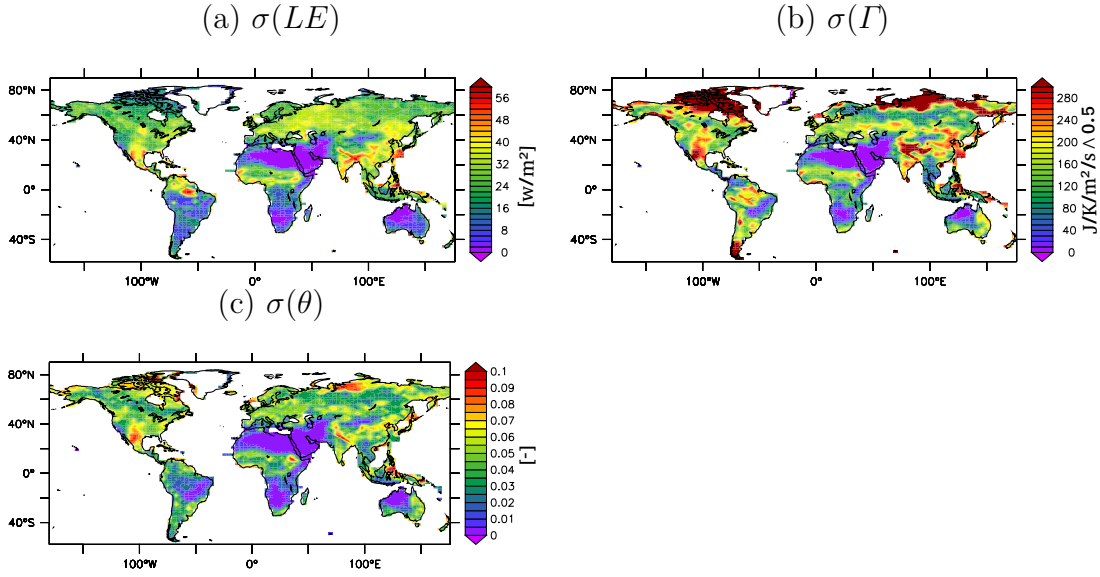 (a) σ(LE)
80°N
40°N
0°
40°S
100°W 0° 100°E
56
48
40
32
24
16
8
0
[w/m²]
(b) σ(Γ)
80°N
40°N
0°
40°S
100°W 0° 100°E
280
240
200
160
120
80
40
0
J/K/m²/s ∧ 0.5
(c) σ(θ)
80°N
40°N
0°
40°S
100°W 0° 100°E
0.1
0.09
0.08
0.07
0.06
0.05
0.04
0.03
0.02
0.01
0
[-]